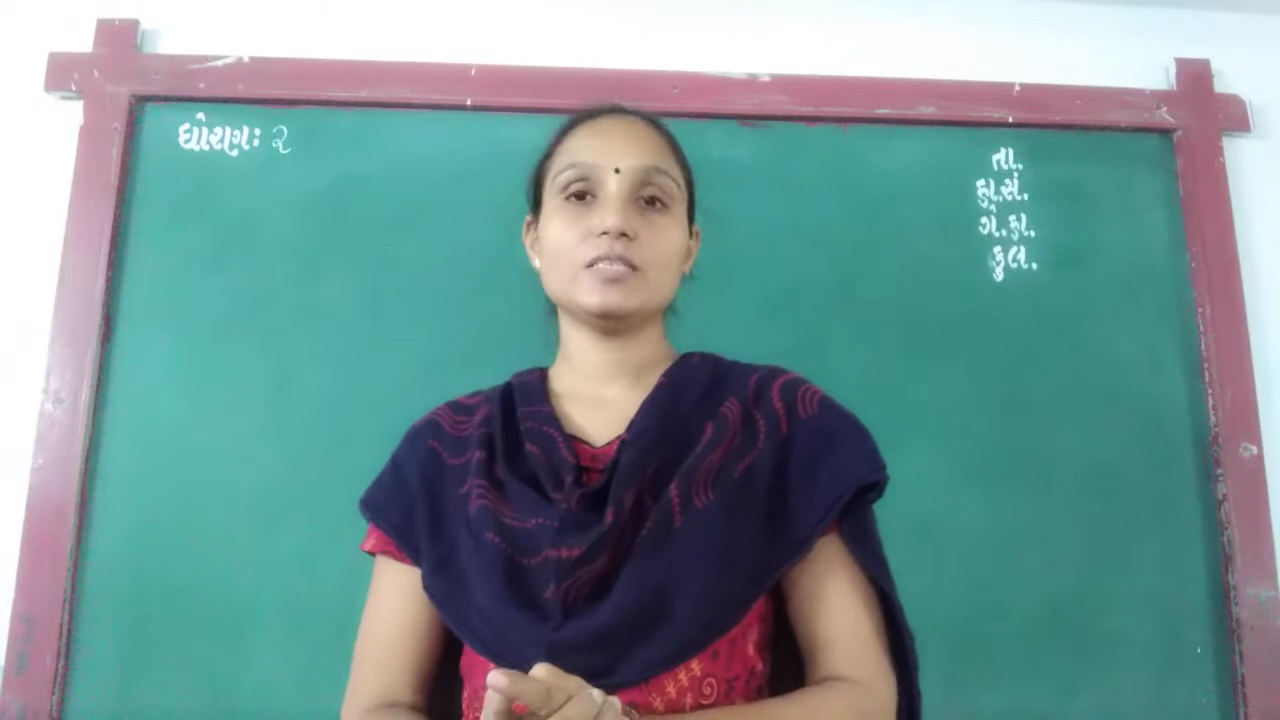 ધોરણઃ ૨
તા.
હા.સં.
ગે.હા.
કુલ.